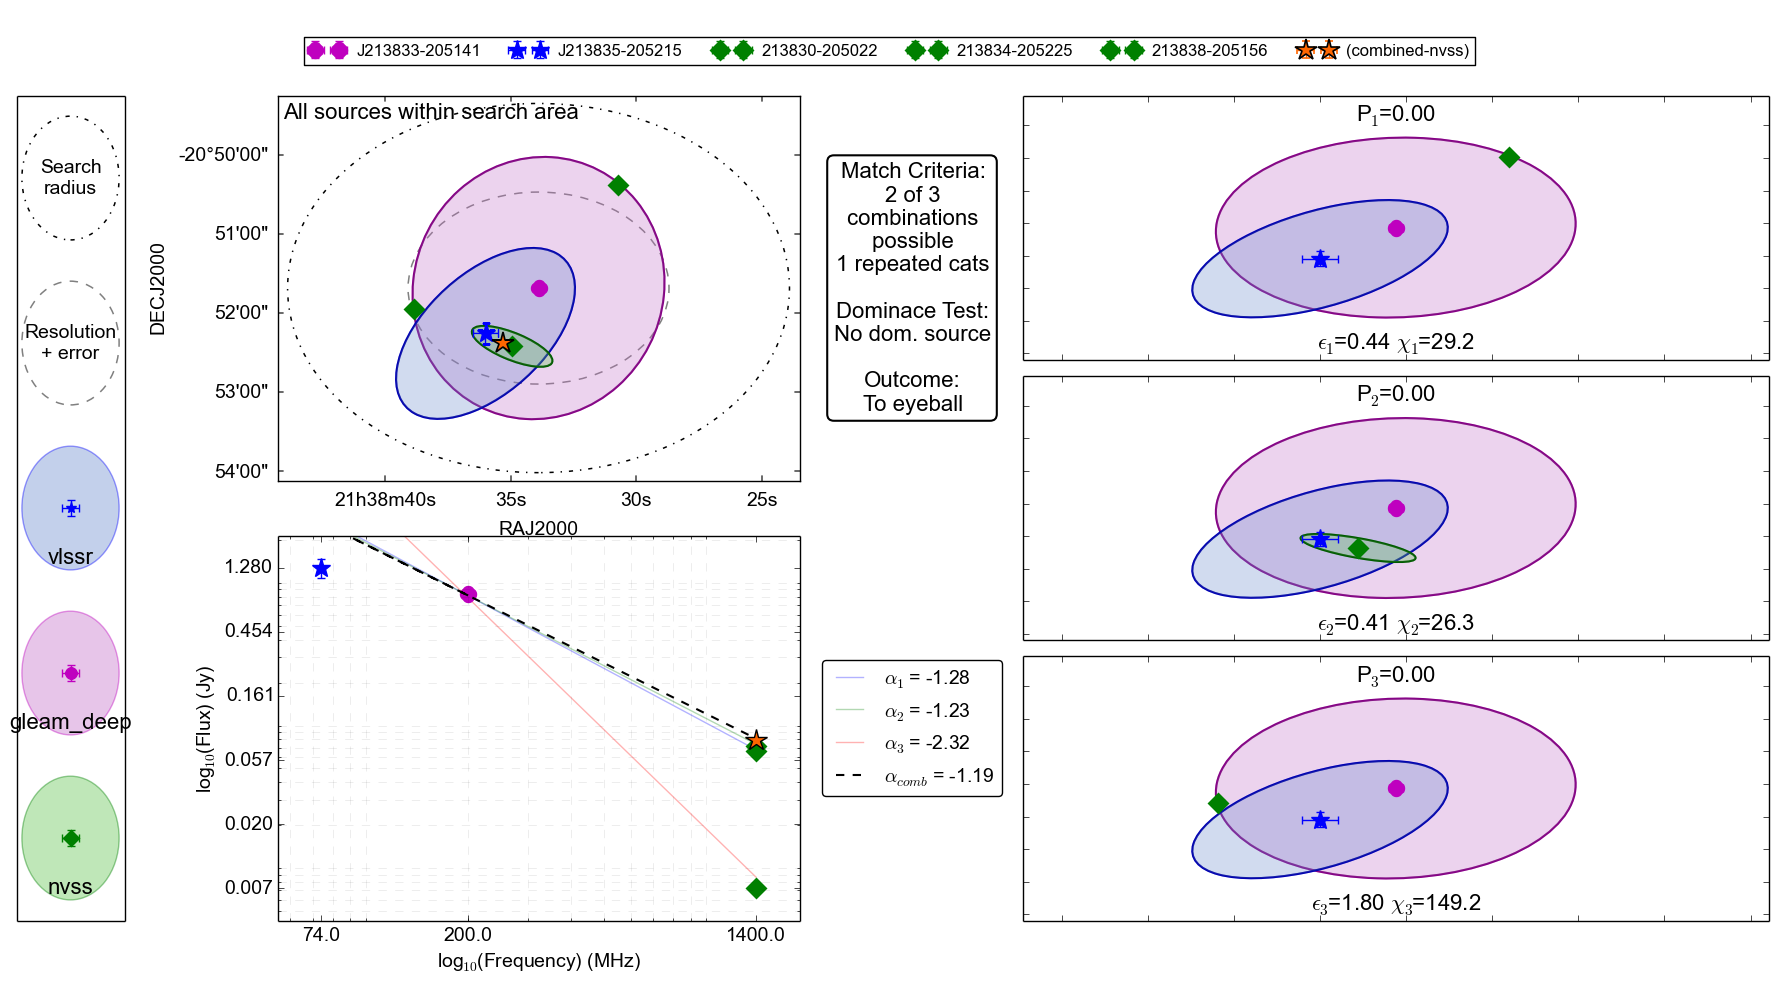 J213833-205141 J213835-205215 213830-205022 213834-205225 213838-205156 (combined-nvss)
Search
radius
Resolution
+ error
vlssr
gleam_deep
nvss
All sources within search area
DECJ2000
-20°50'00"
51'00"
52'00"
53'00"
54'00"
21h38m40s 35s 30s 25s
RAJ2000
log10(Flux) (Jy)
1.280
0.454
0.161
0.057
0.020
0.007
74.0 200.0 1400.0
log10(Frequency) (MHz)
Match Criteria:
2 of 3
combinations
possible
1 repeated cats
Dominace Test:
No dom. source
Outcome:
To eyeball
α1 = -1.28
α2 = -1.23
α3 = -2.32
αcomb = -1.19
P1=0.00
ϵ1=0.44 χ1=29.2
P2=0.00
ϵ2=0.41 χ2=26.3
P3=0.00
ϵ3=1.80 χ3=149.2